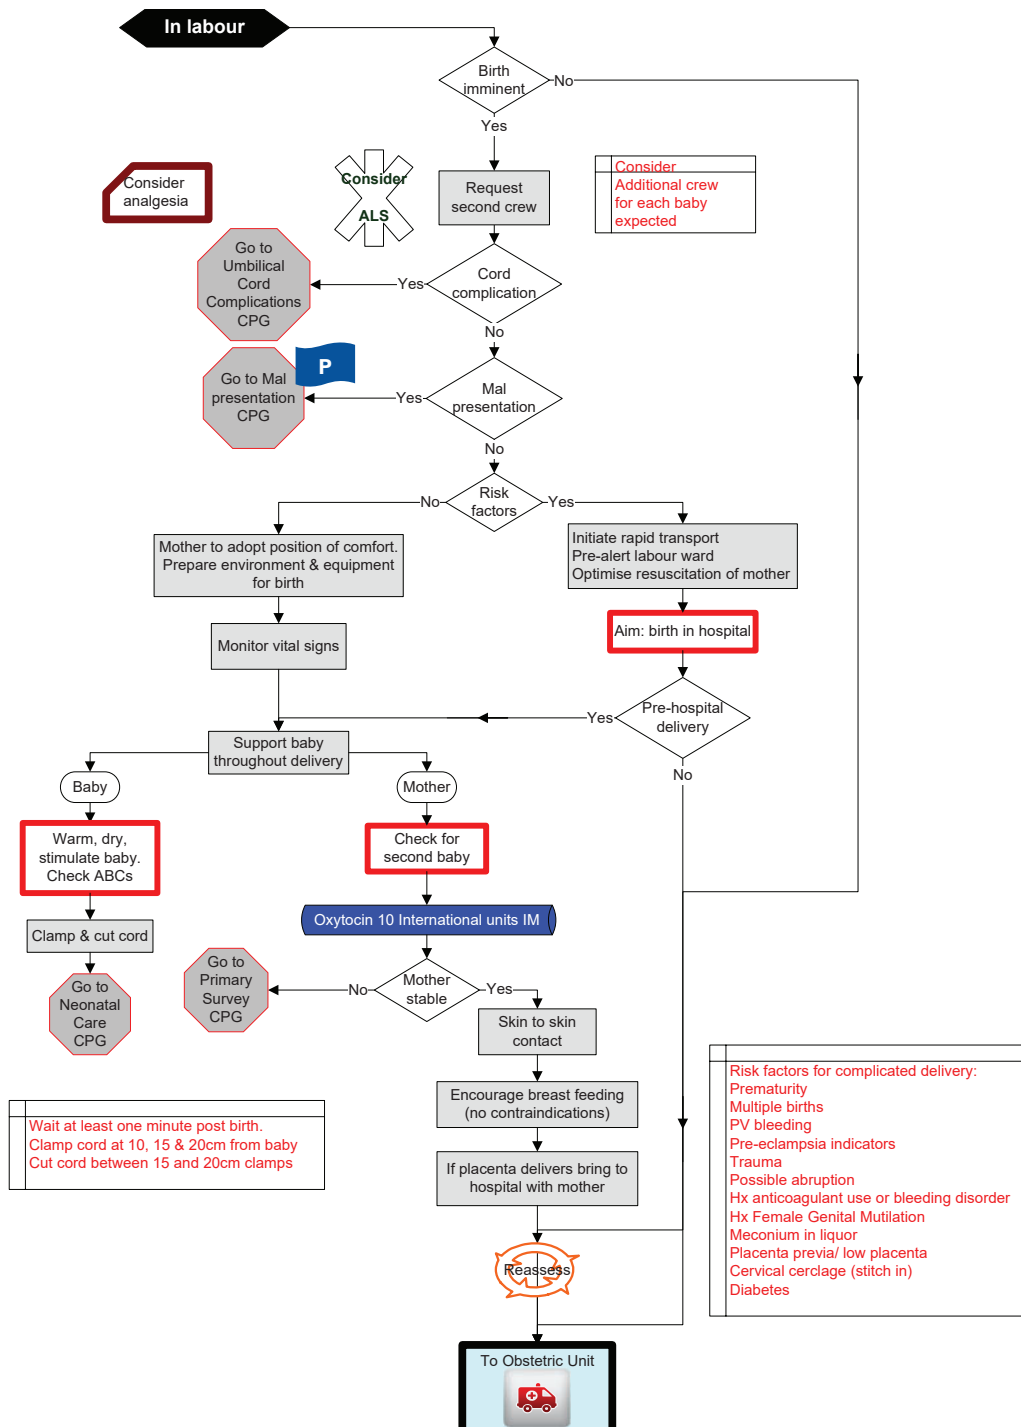 In labour
Birth
imminent
No
Yes
Consider
analgesia
Consider
ALS
Request
second crew
Consider
Additional crew
for each baby
expected
Go to
Umbilical
Cord
Complications
CPG
Yes
Cord
complication
No
P
Go to Mal
presentation
CPG
Yes
Mal
presentation
No
No
Risk
factors
Yes
Mother to adopt position of comfort.
Prepare environment & equipment
for birth
Initiate rapid transport
Pre-alert labour ward
Optimise resuscitation of mother
Monitor vital signs
Aim: birth in hospital
Yes
Pre-hospital
delivery
No
Support baby
throughout delivery
Baby
Mother
Warm, dry,
stimulate baby.
Check ABCs
Check for
second baby
Clamp & cut cord
Oxytocin 10 International units IM
Go to
Neonatal
Care
CPG
Go to
Primary
Survey
CPG
No
Mother
stable
Yes
Skin to skin
contact
Encourage breast feeding
(no contraindications)
If placenta delivers bring to
hospital with mother
Wait at least one minute post birth.
Clamp cord at 10, 15 & 20cm from baby
Cut cord between 15 and 20cm clamps
Risk factors for complicated delivery:
Prematurity
Multiple births
PV bleeding
Pre-eclampsia indicators
Trauma
Possible abruption
Hx anticoagulant use or bleeding disorder
Hx Female Genital Mutilation
Meconium in liquor
Placenta previa/ low placenta
Cervical cerclage (stitch in)
Diabetes
Reassess
To Obstetric Unit